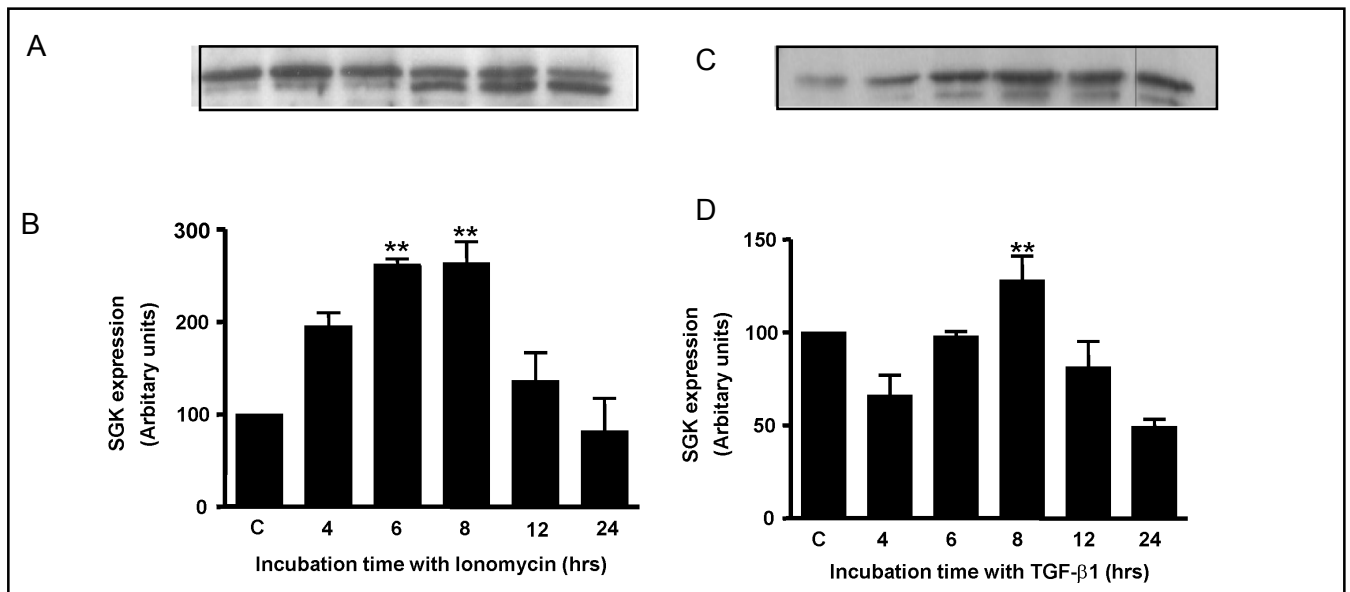 A
C
B
300
200
100
0
SGK expression
(Arbitary units)
**
**
C 4 6 8 12 24
Incubation time with Ionomycin (hrs)
D
150
100
50
0
SGK expression
(Arbitary units)
**
C 4 6 8 12 24
Incubation time with TGF-β1 (hrs)